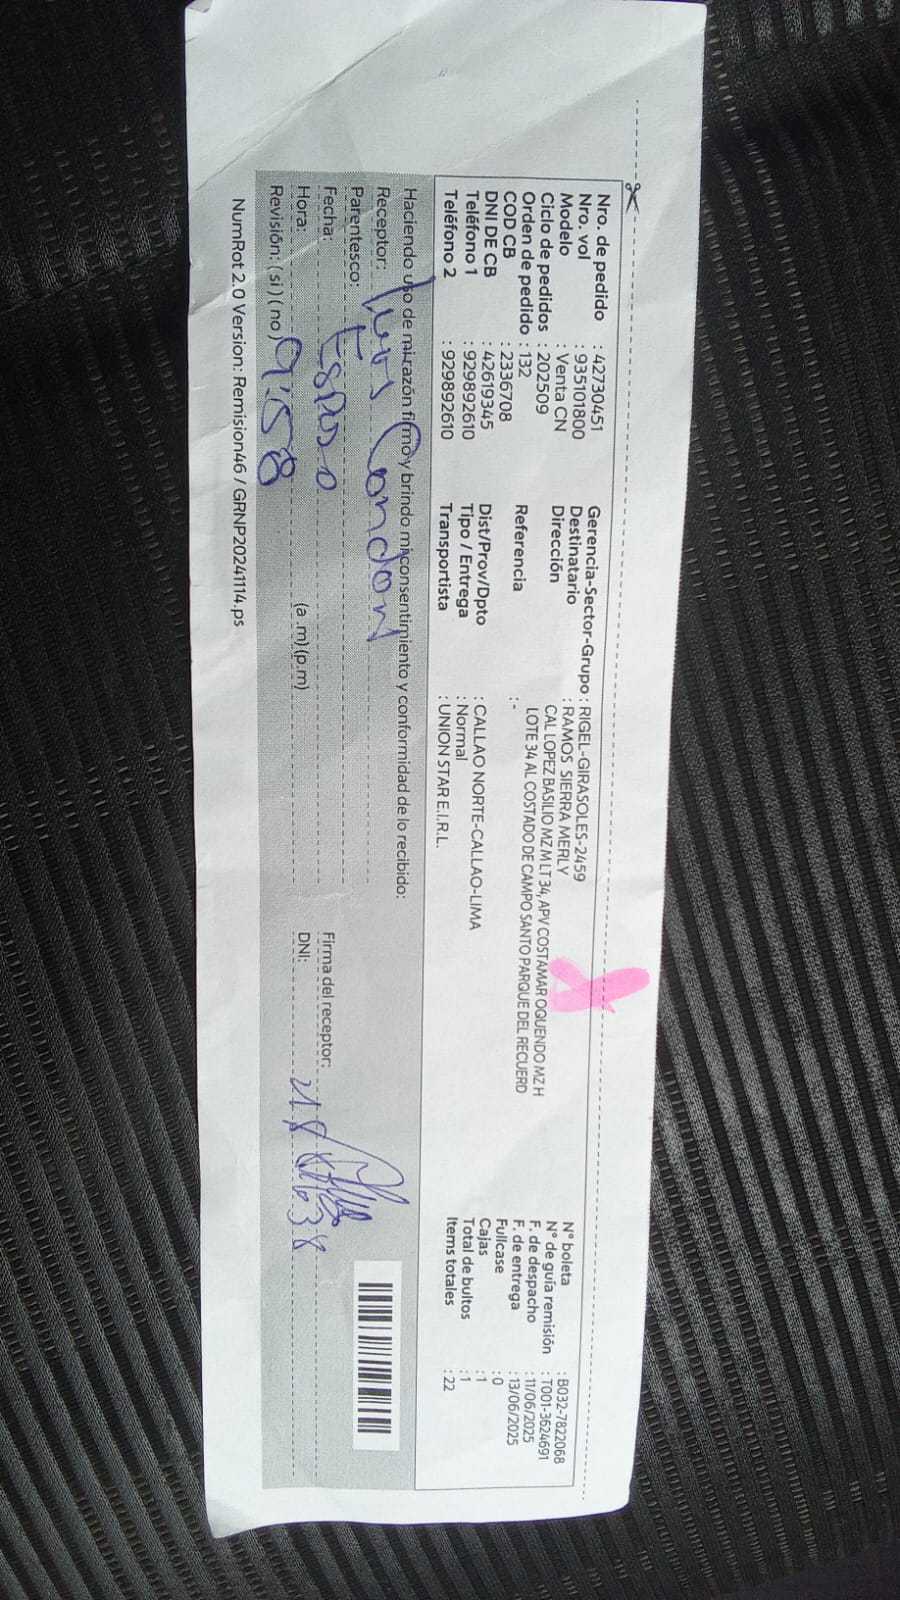 Nro. de pedido : 42730451
Nro. vol : 935101800
Modelo : Venta CN
Ciclo de pedidos : 202509
Orden de pedido : 132
COD CB : 2336708
DNI DE CB : 42619345
Teléfono 1 : 929892610
Teléfono 2 : 929892610
Gerencia-Sector-Grupo : RIGEL-GIRASOLES-2459
Destinatario : RAMOS SIERRA MERLY
Dirección CAL LOPEZ BASILIO MZ M LT 34, APV COSTAMAR OQUENDO MZ H
LOTE 34 AL COSTADO DE CAMPO SANTO PARQUE DEL RECUERD
Referencia :-
Dist/Prov/Dpto : CALLAO NORTE-CALLAO-LIMA
Tipo / Entrega : Normal
Transportista : UNION STAR E.I.R.L.
N° boleta : B032-7822068
N° de guía remisión : T001-3624691
F. de despacho : 11/06/2025
F. de entrega : 13/06/2025
Fullcase : 0
Cajas : 1
Total de bultos : 1
Items totales : 22
Haciendo uso de mi razón firmo y brindo mi consentimiento y conformidad de lo recibido:
Receptor: Luis Condori
Parentesco: Esposo
Fecha:
Hora: 9:58 (a .m) (p.m)
Revisión: ( si ) ( no )
Firma del receptor:
DNI:
NumRot 2.0 Version: Remision46 / GRNP20241114.ps